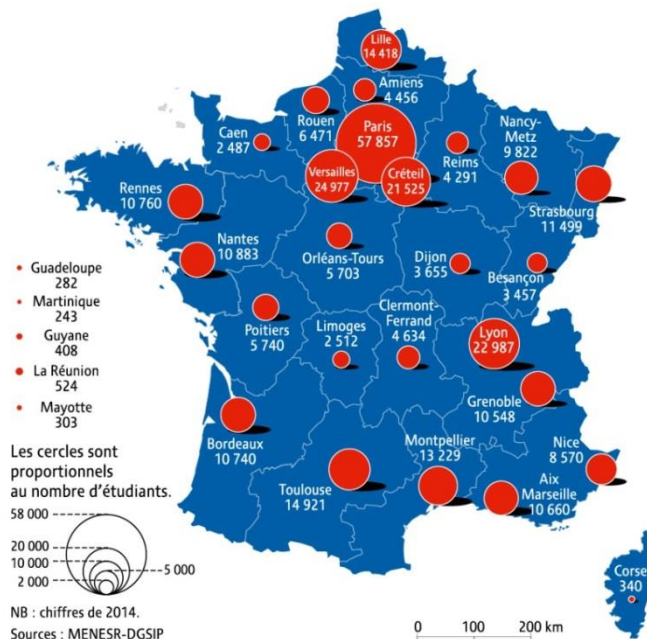 Lille
14 418
Amiens
4 456
Rouen
6 471
Caen
2 487
Paris
57 857
Nancy-
Metz
9 822
Reims
4 291
Versailles
24 977
Créteil
21 525
Strasbourg
11 499
Rennes
10 760
Nantes
10 883
Orléans-Tours
5 703
Dijon
3 655
Besançon
3 457
Guadeloupe
282
Martinique
243
Guyane
408
La Réunion
524
Mayotte
303
Poitiers
5 740
Limoges
2 512
Clermont-
Ferrand
4 634
Lyon
22 987
Grenoble
10 548
Bordeaux
10 740
Toulouse
14 921
Montpellier
13 229
Nice
8 570
Aix
Marseille
10 660
Corse
340
Les cercles sont
proportionnels
au nombre d'étudiants.
58 000
20 000
10 000
5 000
2 000
NB : chiffres de 2014.
Sources : MENESR-DGSIP
0 100 200 km